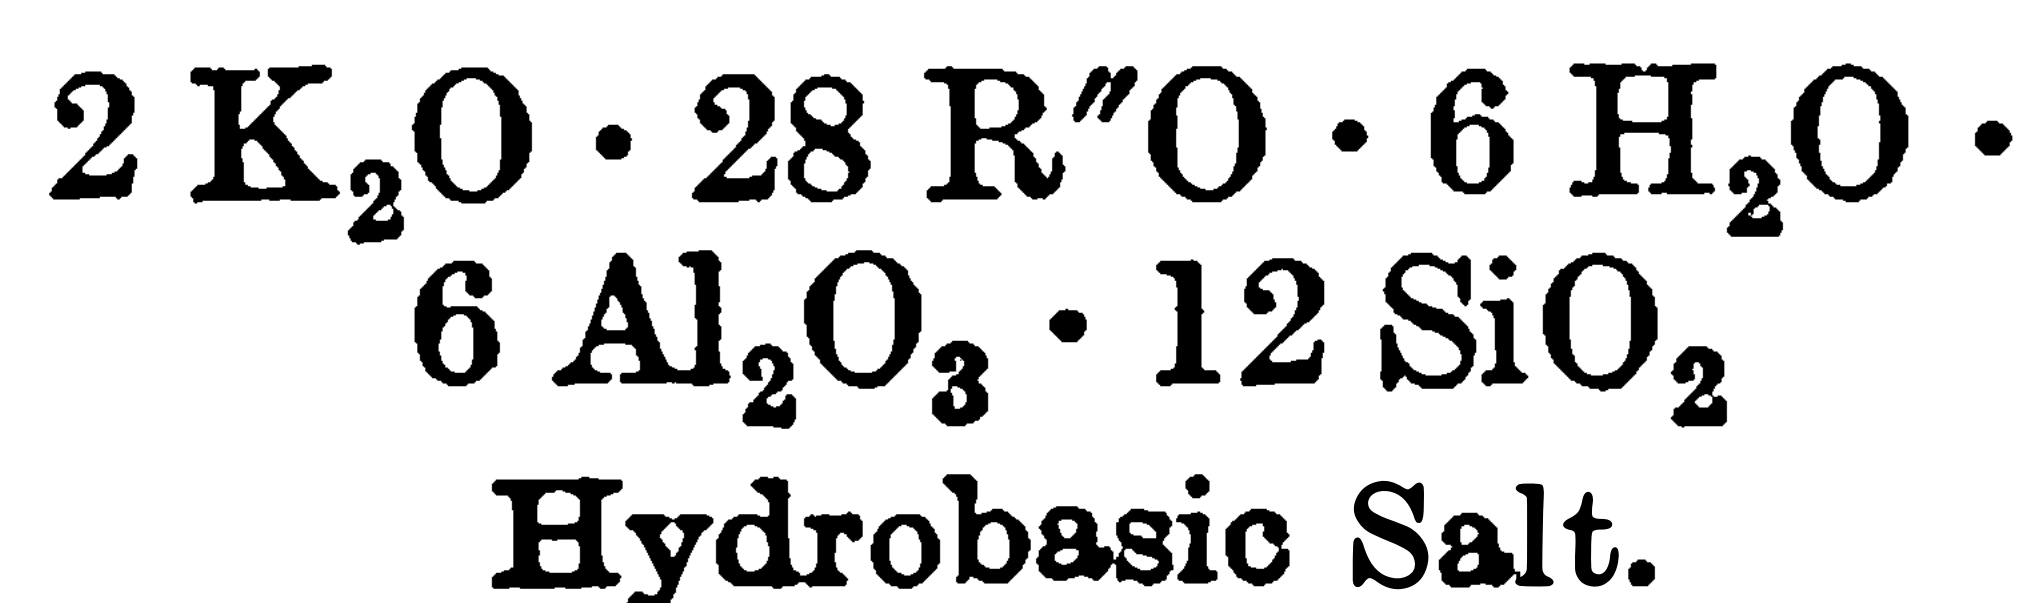 2 K₂O · 28 R″O · 6 H₂O ·
6 Al₂O₃ · 12 SiO₂
Hydrobasic Salt.